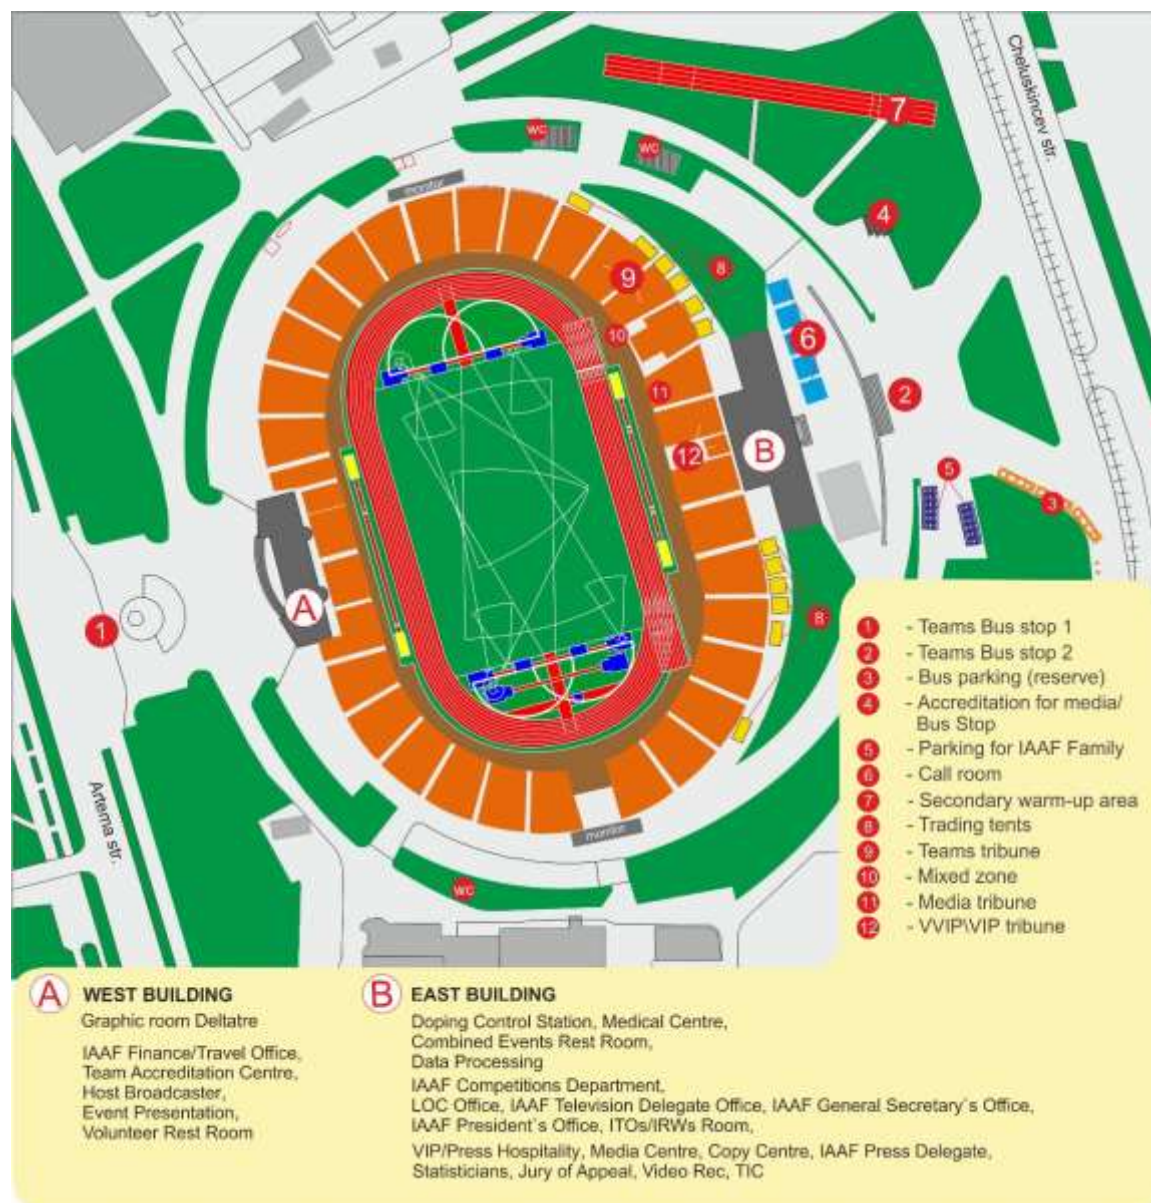 Cheluskincev str.
7
WC
WC
monitor
4
8
9
6
10
11
2
12
B
5
3
A
1
8
Artema str.
monitor
WC
1 - Teams Bus stop 1
2 - Teams Bus stop 2
3 - Bus parking (reserve)
4 - Accreditation for media/
Bus Stop
5 - Parking for IAAF Family
6 - Call room
7 - Secondary warm-up area
8 - Trading tents
9 - Teams tribune
10 - Mixed zone
11 - Media tribune
12 - VVIP\VIP tribune
A WEST BUILDING
Graphic room Deltatre
IAAF Finance/Travel Office,
Team Accreditation Centre,
Host Broadcaster,
Event Presentation,
Volunteer Rest Room
B EAST BUILDING
Doping Control Station, Medical Centre,
Combined Events Rest Room,
Data Processing
IAAF Competitions Department,
LOC Office, IAAF Television Delegate Office, IAAF General Secretary`s Office,
IAAF President`s Office, ITOs/IRWs Room,
VIP/Press Hospitality, Media Centre, Copy Centre, IAAF Press Delegate,
Statisticians, Jury of Appeal, Video Rec, TIC